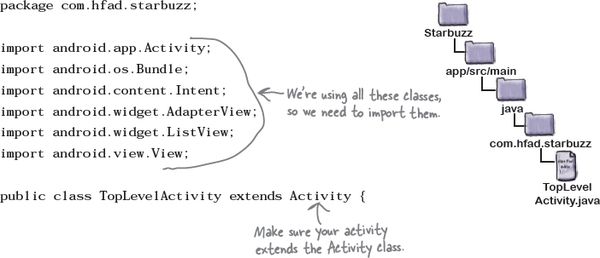 package com.hfad.starbuzz;
import android.app.Activity;
import android.os.Bundle;
import android.content.Intent;
import android.widget.AdapterView;
import android.widget.ListView;
import android.view.View;
We're using all these classes,
so we need to import them.
public class TopLevelActivity extends Activity {
Make sure your activity
extends the Activity class.
Starbuzz
app/src/main
java
com.hfad.starbuzz
TopLevel
Activity.java